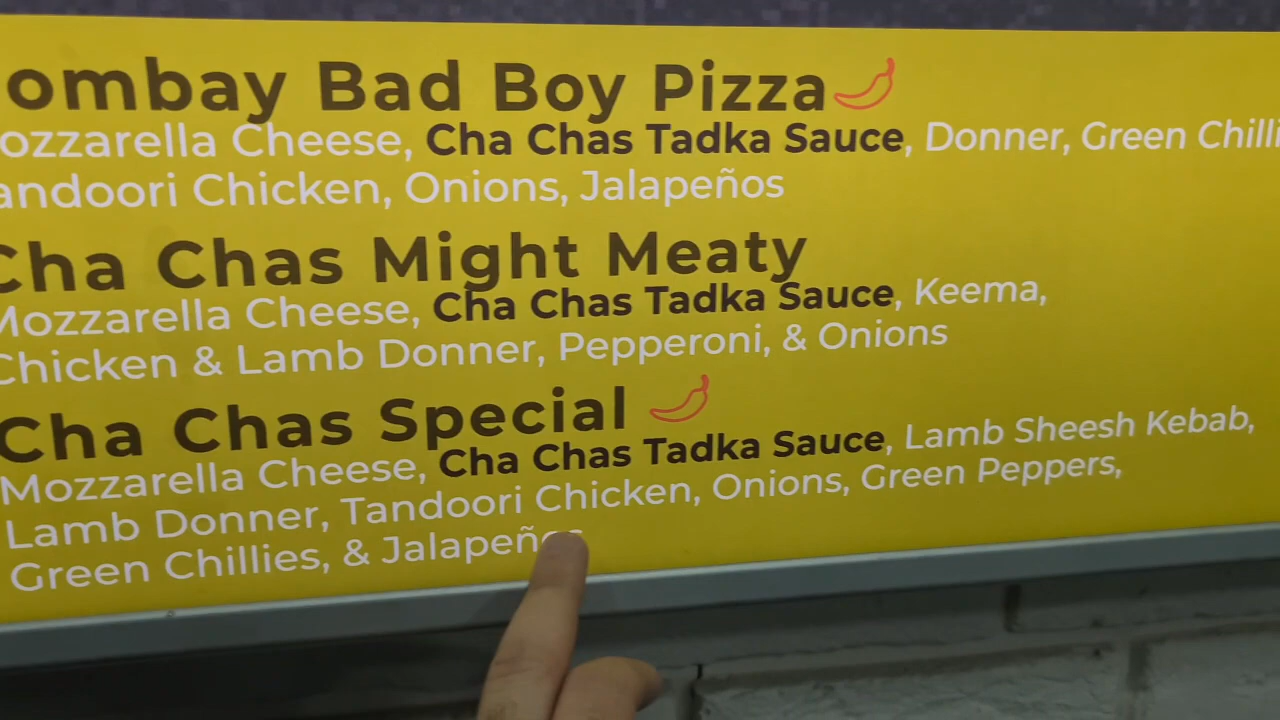 ombay Bad Boy Pizza
ozzarella Cheese, Cha Chas Tadka Sauce, Donner, Green Chilli
andoori Chicken, Onions, Jalapeños
Cha Chas Might Meaty
Mozzarella Cheese, Cha Chas Tadka Sauce, Keema,
Chicken & Lamb Donner, Pepperoni, & Onions
Cha Chas Special
Mozzarella Cheese, Cha Chas Tadka Sauce, Lamb Sheesh Kebab,
Lamb Donner, Tandoori Chicken, Onions, Green Peppers,
Green Chillies, & Jalapeños